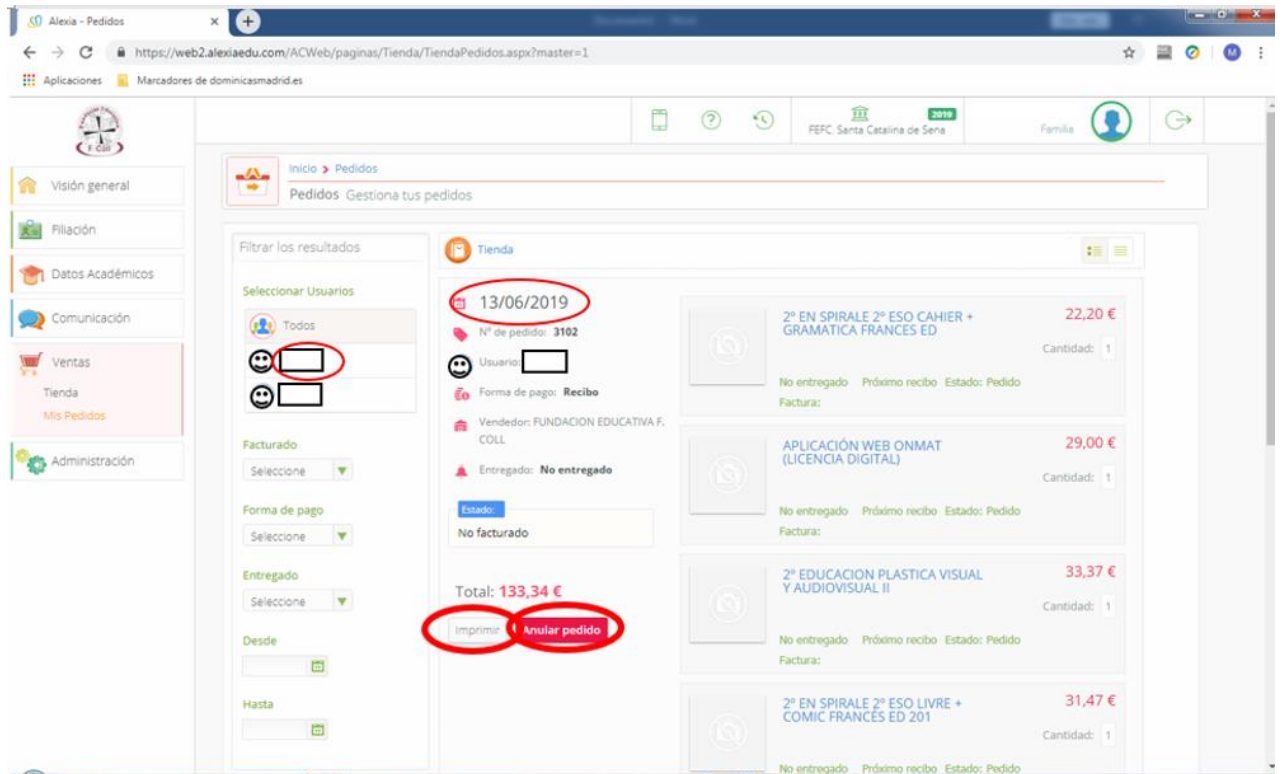 Alexia - Pedidos
https://web2.alexiaedu.com/ACWeb/paginas/Tienda/TiendaPedidos.aspx?master=1
M
Aplicaciones Marcadores de dominicasmadrid.es
F. Coll
2019
FEFC. Santa Catalina de Sena
Familia
Inicio > Pedidos
Pedidos Gestiona tus pedidos
Visión general
Filiación
Datos Académicos
Comunicación
Ventas
Tienda
Mis Pedidos
Administración
Filtrar los resultados
Seleccionar Usuarios
Todos
Facturado
Seleccione
Forma de pago
Seleccione
Entregado
Seleccione
Desde
Hasta
Tienda
13/06/2019
Nº de pedido: 3102
Usuario:
Forma de pago: Recibo
Vendedor: FUNDACION EDUCATIVA F.
COLL
Entregado: No entregado
Estado:
No facturado
Total: 133,34 €
Imprimir Anular pedido
2º EN SPIRALE 2º ESO CAHIER +
GRAMATICA FRANCES ED
22,20 €
Cantidad: 1
No entregado Próximo recibo Estado: Pedido
Factura:
APLICACIÓN WEB ONMAT
(LICENCIA DIGITAL)
29,00 €
Cantidad: 1
No entregado Próximo recibo Estado: Pedido
Factura:
2º EDUCACION PLASTICA VISUAL
Y AUDIOVISUAL II
33,37 €
Cantidad: 1
No entregado Próximo recibo Estado: Pedido
Factura:
2º EN SPIRALE 2º ESO LIVRE +
COMIC FRANCÉS ED 201
31,47 €
Cantidad: 1
No entregado Próximo recibo Estado: Pedido